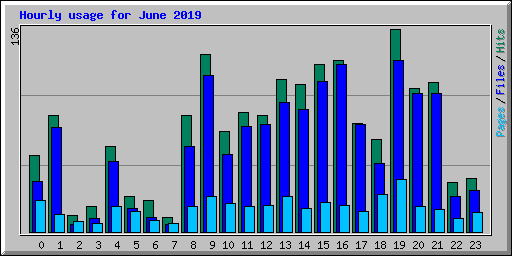 Hourly usage for June 2019
136
Pages / Files / Hits
0 1 2 3 4 5 6 7 8 9 10 11 12 13 14 15 16 17 18 19 20 21 22 23